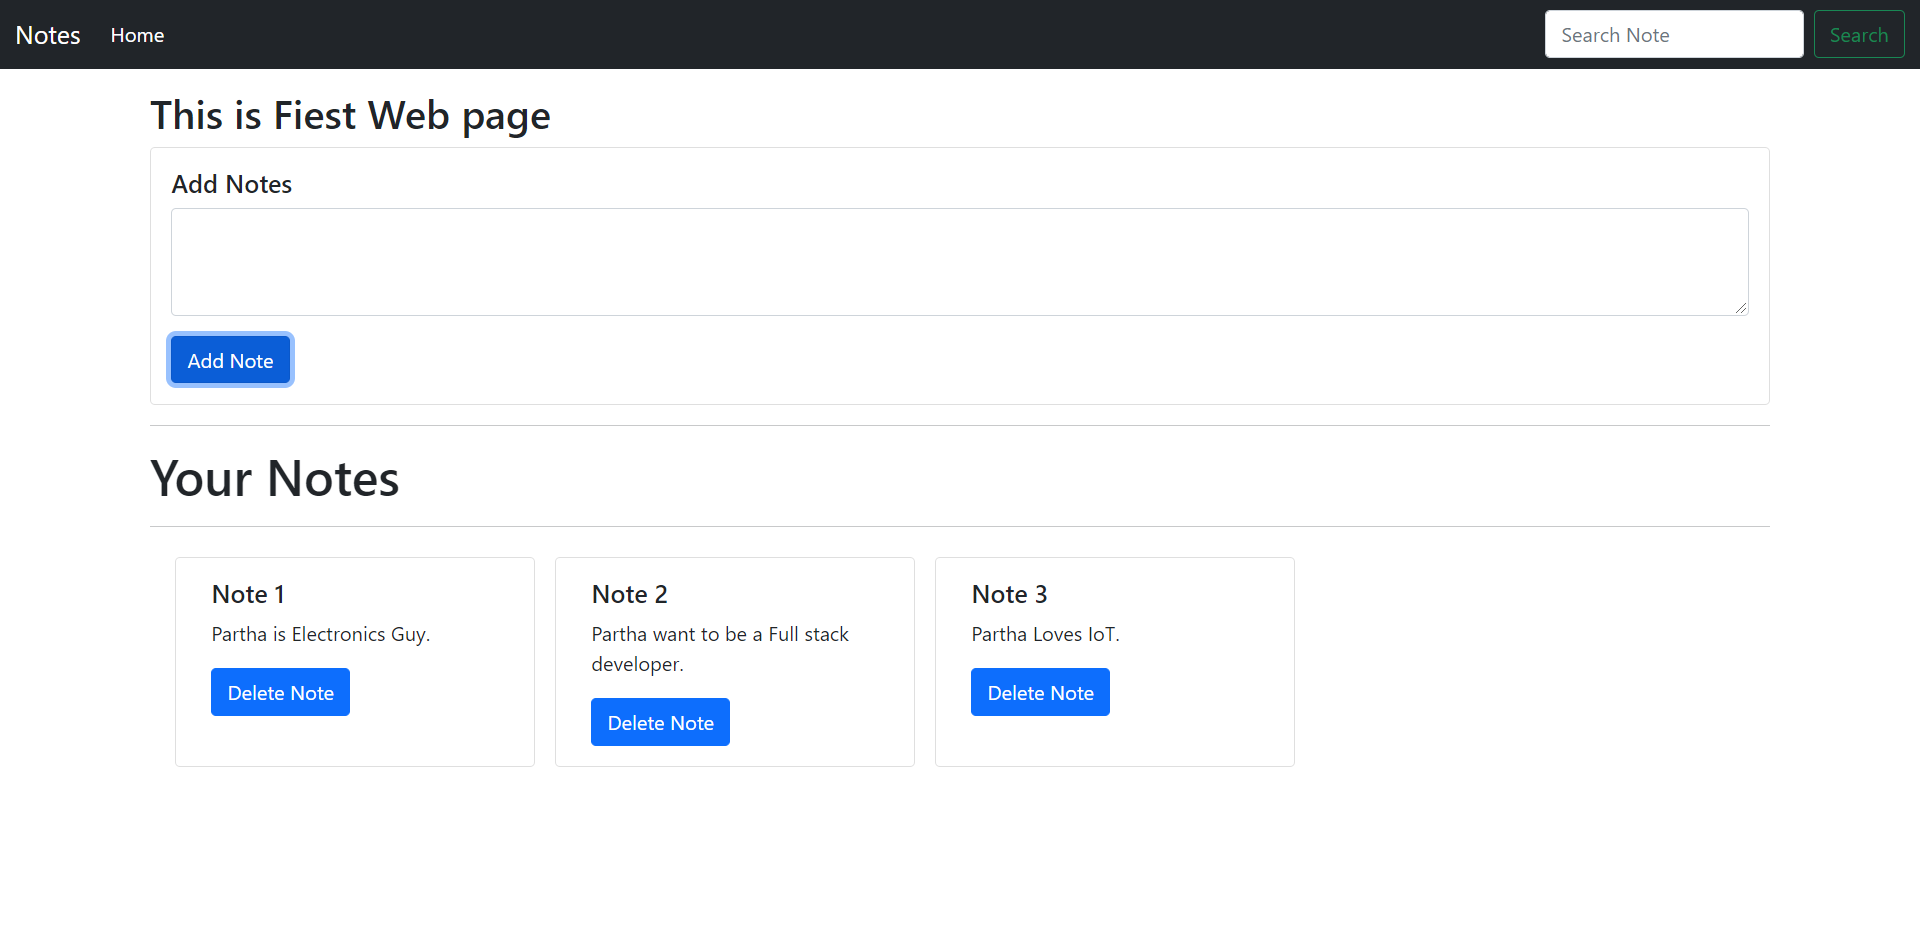 Notes Home Search Note Search
This is Fiest Web page
Add Notes
Add Note
Your Notes
Note 1
Partha is Electronics Guy.
Delete Note
Note 2
Partha want to be a Full stack
developer.
Delete Note
Note 3
Partha Loves IoT.
Delete Note